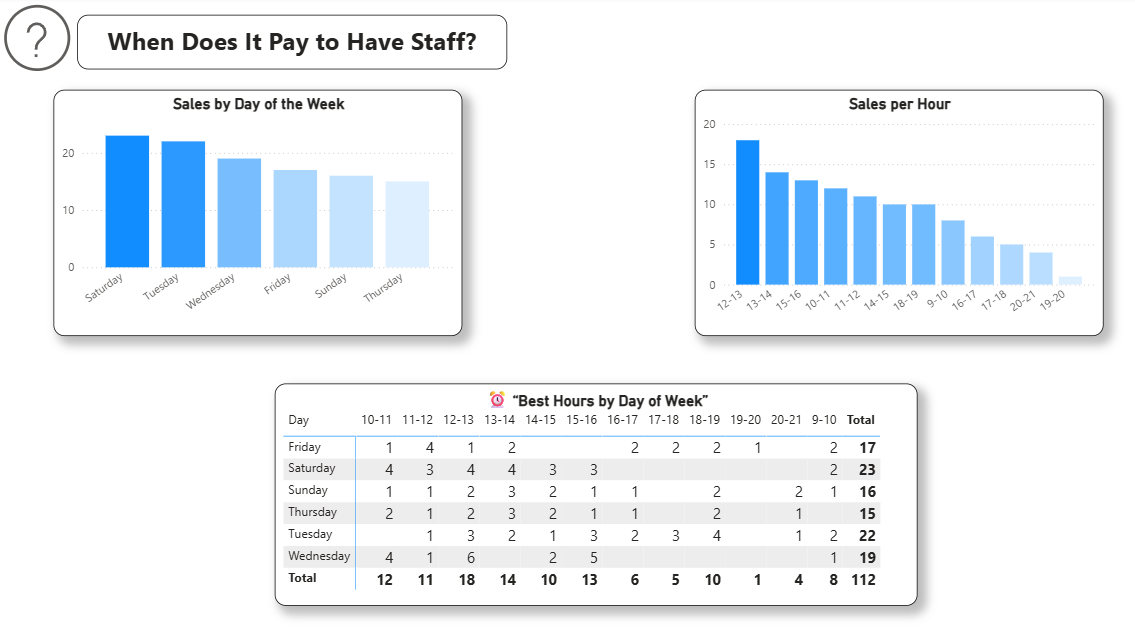 ?
When Does It Pay to Have Staff?
Sales by Day of the Week
20
10
0
Saturday
Tuesday
Wednesday
Friday
Sunday
Thursday
Sales per Hour
20
15
10
5
0
12-13
13-14
15-16
10-11
11-12
14-15
18-19
9-10
16-17
17-18
20-21
19-20
⏰ “Best Hours by Day of Week”
Day 10-11 11-12 12-13 13-14 14-15 15-16 16-17 17-18 18-19 19-20 20-21 9-10 Total
Friday 1 4 1 2 2 2 2 1 2 17
Saturday 4 3 4 4 3 3 2 23
Sunday 1 1 2 3 2 1 1 2 2 1 16
Thursday 2 1 2 3 2 1 1 2 1 15
Tuesday 1 3 2 1 3 2 3 4 1 2 22
Wednesday 4 1 6 2 5 1 19
Total 12 11 18 14 10 13 6 5 10 1 4 8 112